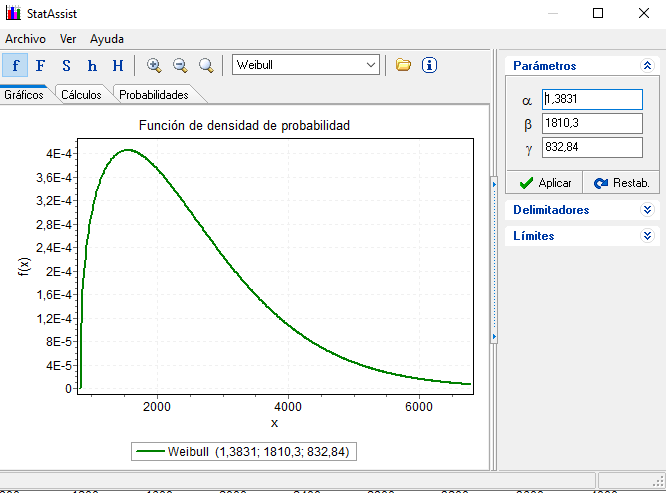 StatAssist
Archivo Ver Ayuda
f F S h H Weibull
Gráficos Cálculos Probabilidades
Función de densidad de probabilidad
f(x)
4E-4
3,6E-4
3,2E-4
2,8E-4
2,4E-4
2E-4
1,6E-4
1,2E-4
8E-5
4E-5
0
2000 4000 6000
x
Weibull (1,3831; 1810,3; 832,84)
Parámetros
α 1,3831
β 1810,3
γ 832,84
Aplicar Restab.
Delimitadores
Límites